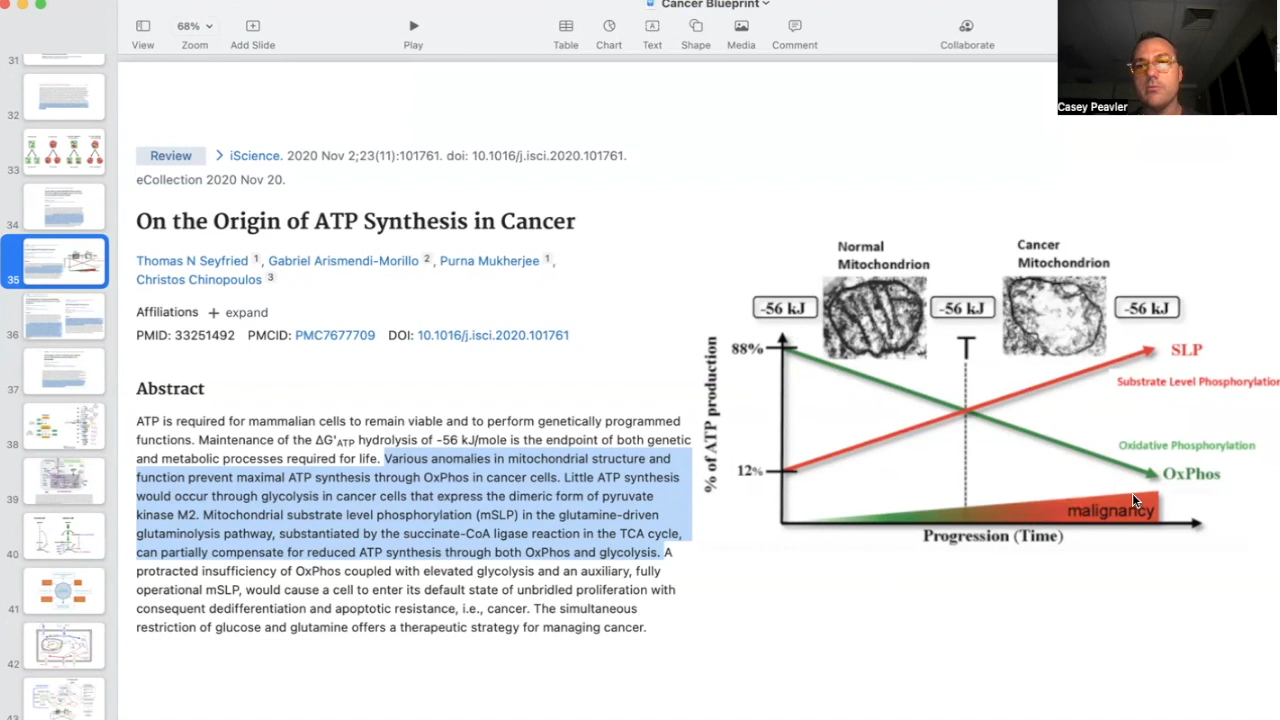 Cancer Blueprint
68%
View
Zoom
Add Slide
Play
Table
Chart
Text
Shape
Media
Comment
Collaborate
Casey Peavler
31
32
33
34
35
36
37
38
39
40
41
42
43
Review > iScience. 2020 Nov 2;23(11):101761. doi: 10.1016/j.isci.2020.101761.
eCollection 2020 Nov 20.
On the Origin of ATP Synthesis in Cancer
Thomas N Seyfried 1, Gabriel Arismendi-Morillo 2, Purna Mukherjee 1,
Christos Chinopoulos 3
Affiliations + expand
PMID: 33251492 PMCID: PMC7677709 DOI: 10.1016/j.isci.2020.101761
Abstract
ATP is required for mammalian cells to remain viable and to perform genetically programmed
functions. Maintenance of the ΔG'ATP hydrolysis of -56 kJ/mole is the endpoint of both genetic
and metabolic processes required for life. Various anomalies in mitochondrial structure and
function prevent maximal ATP synthesis through OxPhos in cancer cells. Little ATP synthesis
would occur through glycolysis in cancer cells that express the dimeric form of pyruvate
kinase M2. Mitochondrial substrate level phosphorylation (mSLP) in the glutamine-driven
glutaminolysis pathway, substantiated by the succinate-CoA ligase reaction in the TCA cycle,
can partially compensate for reduced ATP synthesis through both OxPhos and glycolysis. A
protracted insufficiency of OxPhos coupled with elevated glycolysis and an auxiliary, fully
operational mSLP, would cause a cell to enter its default state of unbridled proliferation with
consequent dedifferentiation and apoptotic resistance, i.e., cancer. The simultaneous
restriction of glucose and glutamine offers a therapeutic strategy for managing cancer.
Normal
Mitochondrion
Cancer
Mitochondrion
-56 kJ
-56 kJ
-56 kJ
88%
T
SLP
Substrate Level Phosphorylation
% of ATP production
Oxidative Phosphorylation
12%
OxPhos
malignancy
Progression (Time)